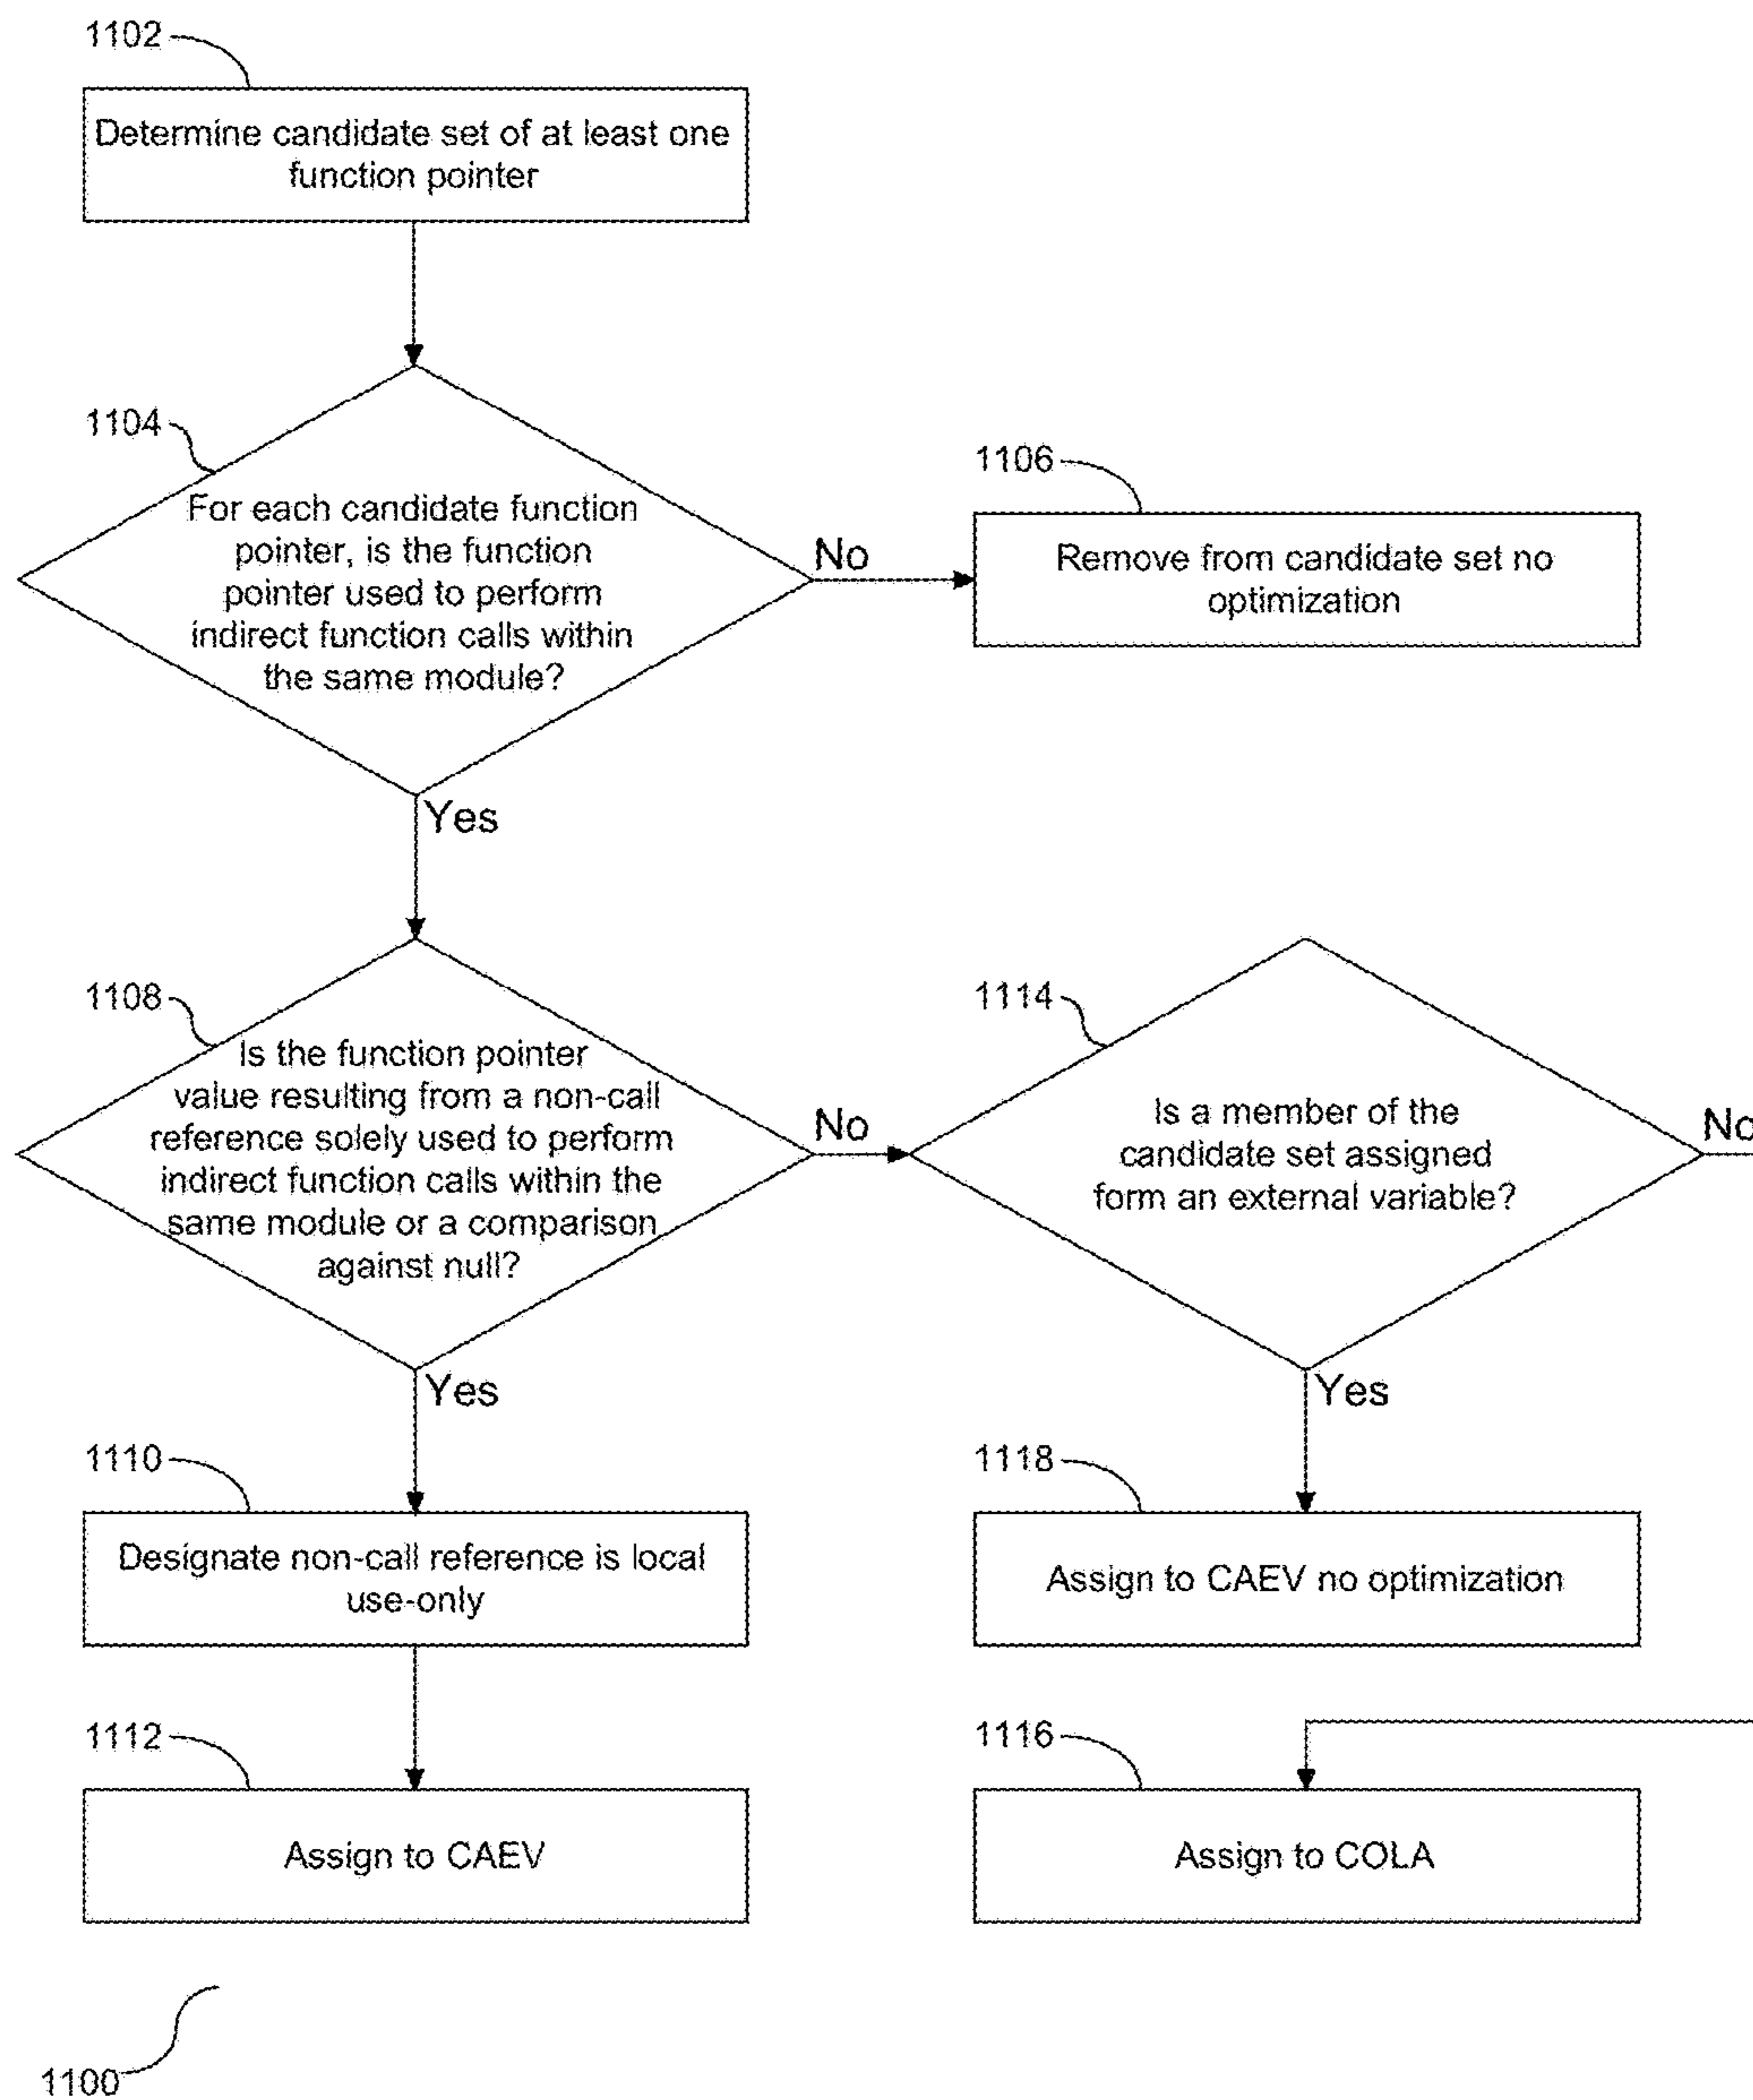 1102
Determine candidate set of at least one
function pointer
1104
For each candidate function
pointer, is the function
pointer used to perform
indirect function calls within
the same module?
No
1106
Remove from candidate set no
optimization
Yes
1108
Is the function pointer
value resulting from a non-call
reference solely used to perform
indirect function calls within the
same module or a comparison
against null?
No
1114
Is a member of the
candidate set assigned
form an external variable?
No
Yes
1110
Designate non-call reference is local
use-only
Yes
1118
Assign to CAEV no optimization
1112
Assign to CAEV
1116
Assign to COLA
1100